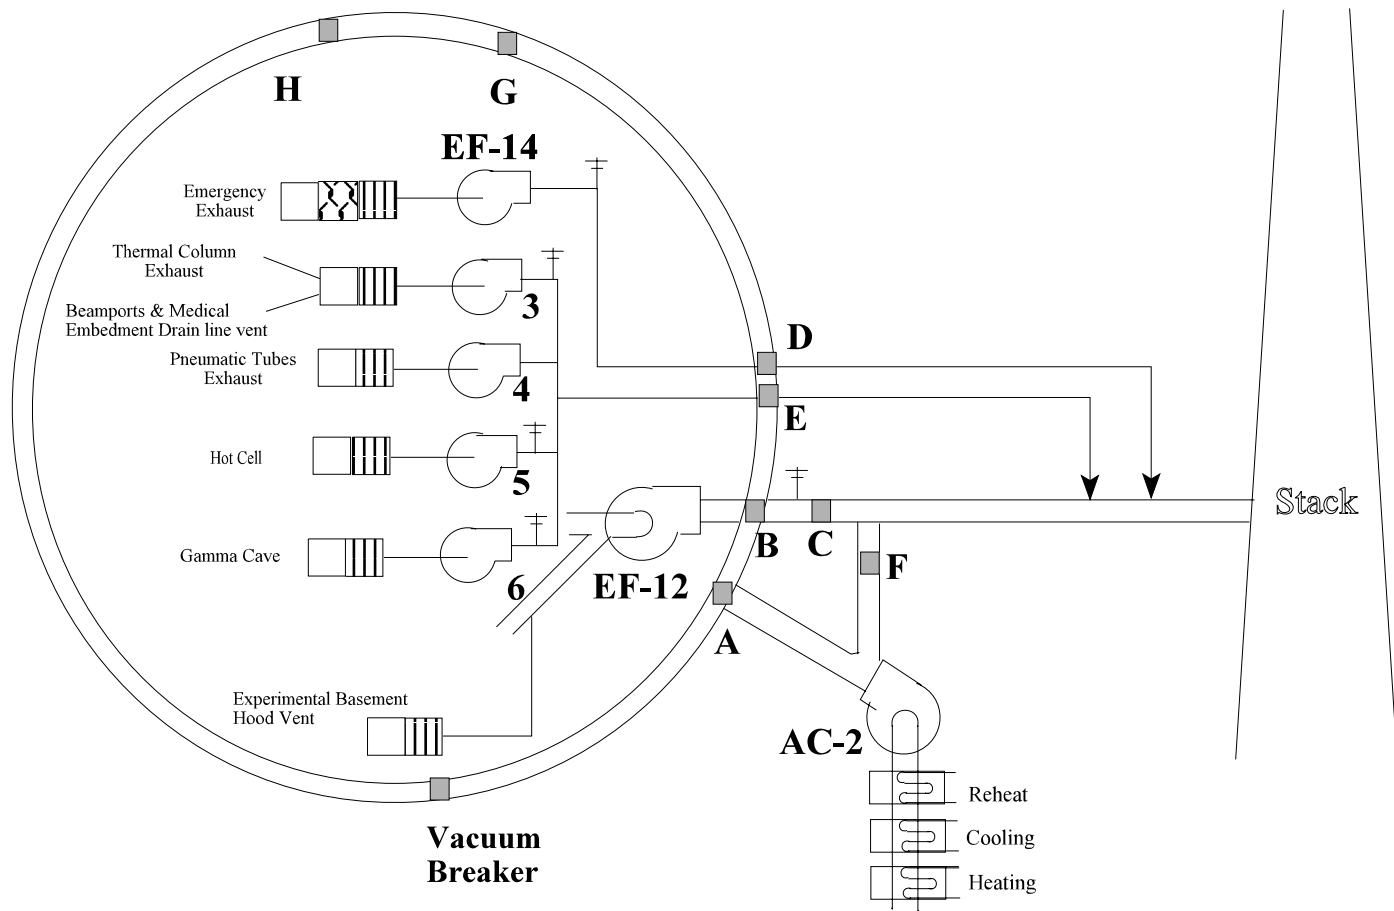 H
G
EF-14
Emergency
Exhaust
Thermal Column
Exhaust
3
Beamports & Medical
Embedment Drain line vent
D
Pneumatic Tubes
Exhaust
4
E
Hot Cell
5
Stack
B
C
Gamma Cave
F
6
EF-12
A
Experimental Basement
Hood Vent
AC-2
Reheat
Vacuum
Breaker
Cooling
Heating